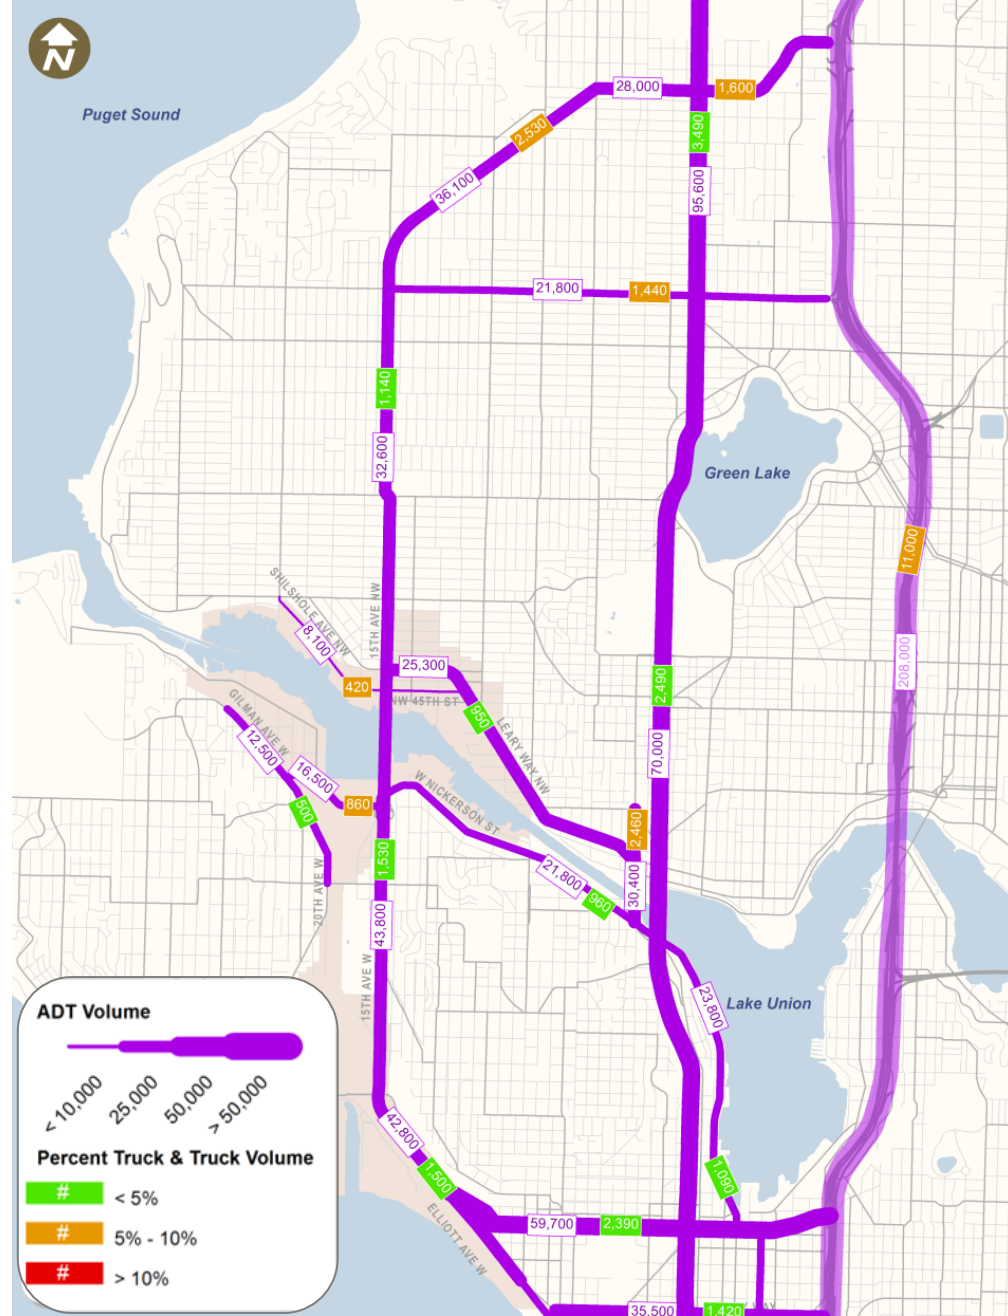 N
Puget Sound
28,000
1,600
2,530
3,490
36,100
95,600
21,800
1,440
1,140
32,600
Green Lake
11,000
SHILSHOLE AVE NW
15TH AVE NW
8,100
25,300
208,000
420
NW 45TH ST
2,490
GILMAN AVE W
950
LEARY WAY NW
12,500
70,000
16,500
W NICKERSON ST
500
860
2,460
1,530
21,800
30,400
20TH AVE W
960
43,800
15TH AVE W
23,800
Lake Union
ADT Volume
< 10,000
25,000
50,000
> 50,000
42,800
Percent Truck & Truck Volume
1,500
1,090
# < 5%
# 5% - 10%
# > 10%
ELLIOTT AVE W
59,700
2,390
35,500
1,420
WAY